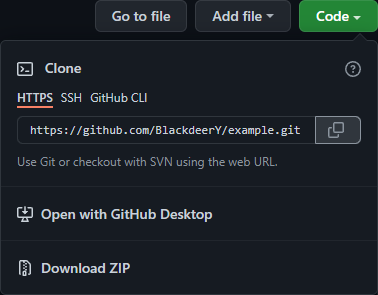 Go to file Add file Code
Clone
HTTPS SSH GitHub CLI
https://github.com/BlackdeerY/example.git
Use Git or checkout with SVN using the web URL.
Open with GitHub Desktop
Download ZIP